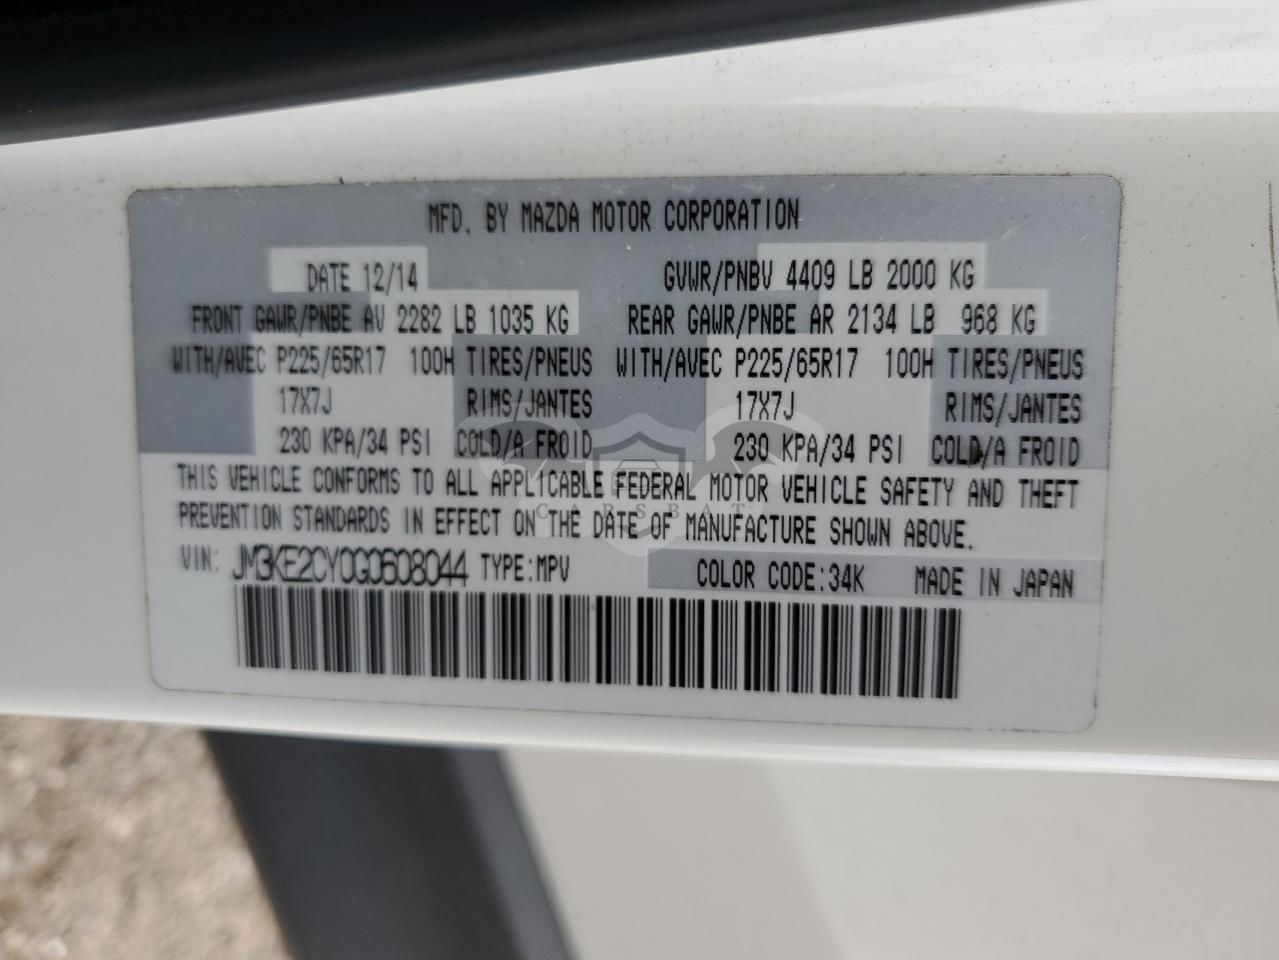 MFD. BY MAZDA MOTOR CORPORATION
DATE 12/14 GVWR/PNBV 4409 LB 2000 KG
FRONT GAWR/PNBE AV 2282 LB 1035 KG REAR GAWR/PNBE AR 2134 LB 968 KG
WITH/AVEC P225/65R17 100H TIRES/PNEUS WITH/AVEC P225/65R17 100H TIRES/PNEUS
17X7J RIMS/JANTES 17X7J RIMS/JANTES
230 KPA/34 PSI COLD/A FROID 230 KPA/34 PSI COLD/A FROID
THIS VEHICLE CONFORMS TO ALL APPLICABLE FEDERAL MOTOR VEHICLE SAFETY AND THEFT
CARSBAT
PREVENTION STANDARDS IN EFFECT ON THE DATE OF MANUFACTURE SHOWN ABOVE.
VIN: JM3KE2CY0G0608044 TYPE:MPV COLOR CODE:34K MADE IN JAPAN